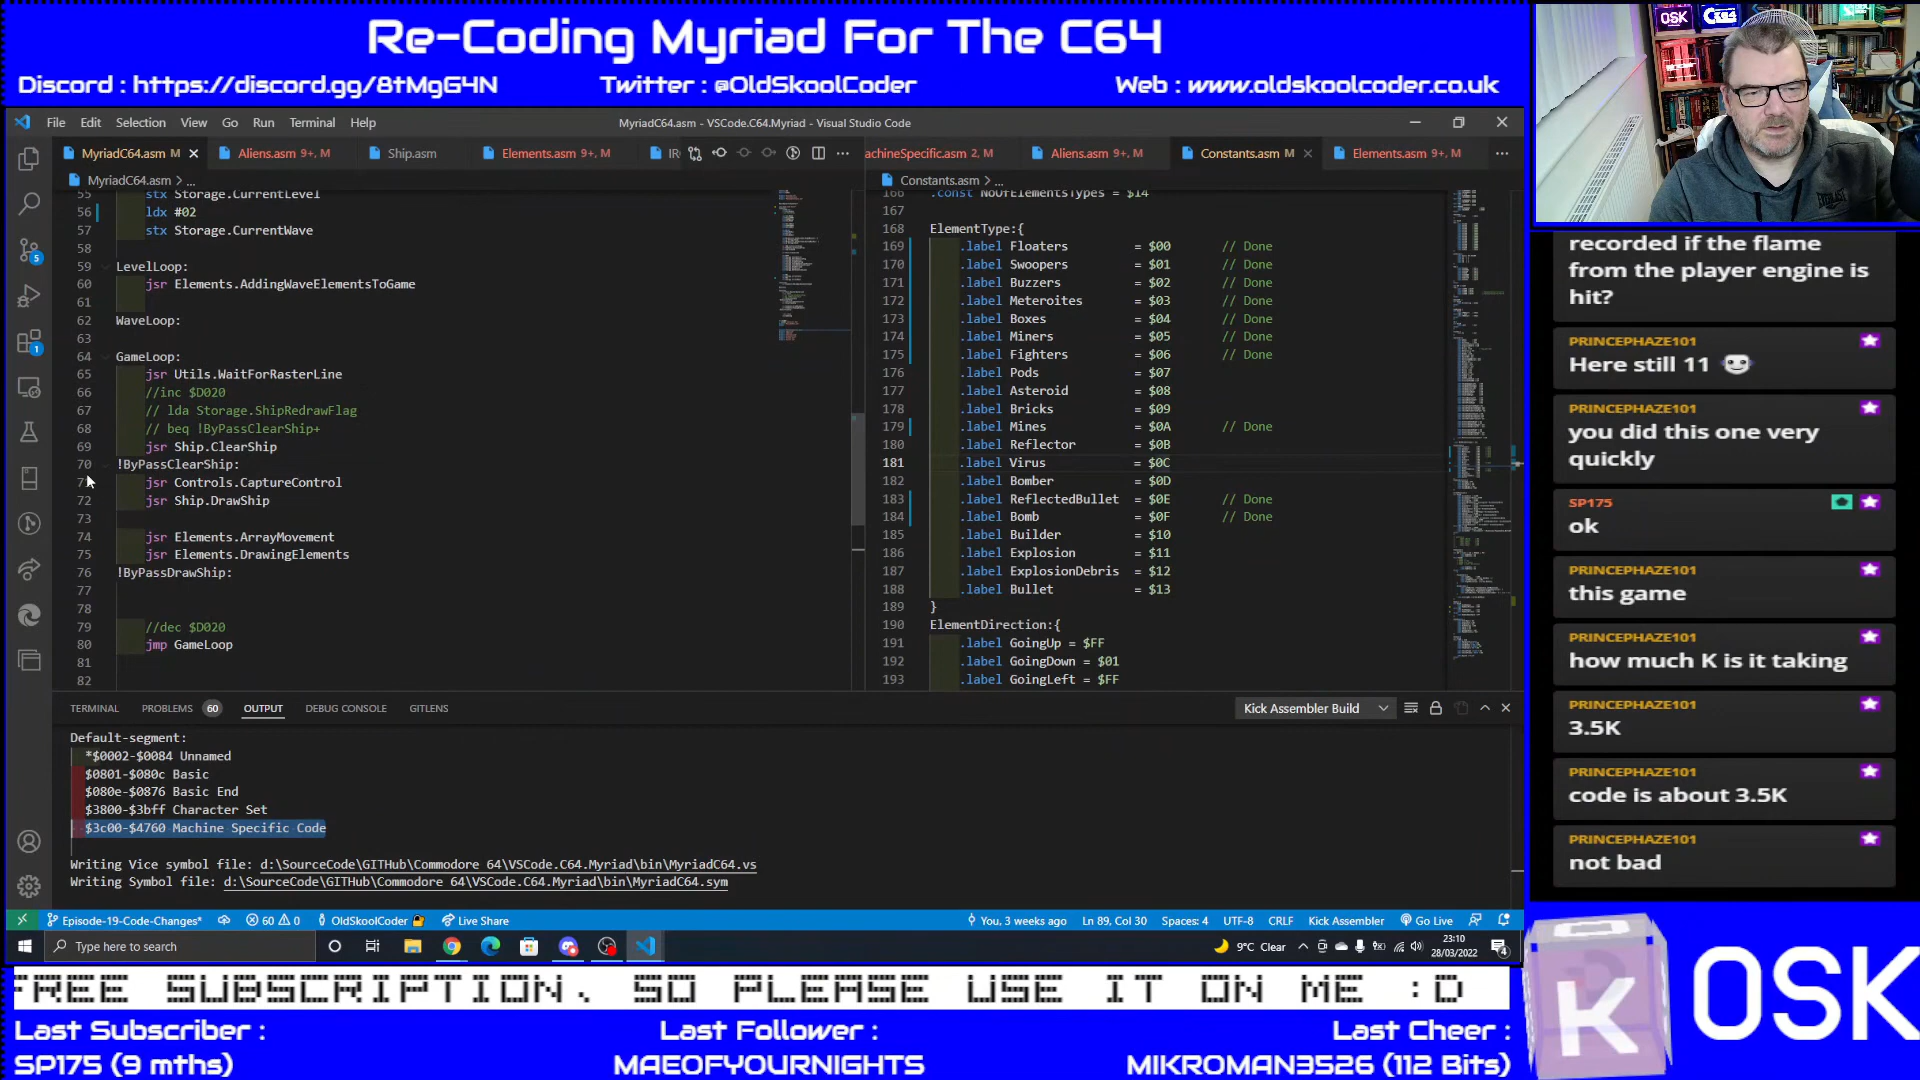 Re-Coding Myriad For The C64
Discord : https://discord.gg/8tMgG4N
Twitter : @OldSkoolCoder
Web : www.oldskoolcoder.co.uk
File Edit Selection View Go Run Terminal Help
MyriadC64.asm - VSCode.C64.Myriad - Visual Studio Code
MyriadC64.asm M
Aliens.asm 9+, M
Ship.asm
Elements.asm 9+, M
MyriadC64.asm > ...
55 stx Storage.CurrentLevel
56 ldx #02
57 stx Storage.CurrentWave
58
59 LevelLoop:
60 jsr Elements.AddingWaveElementsToGame
61
62 WaveLoop:
63
64 GameLoop:
65 jsr Utils.WaitForRasterLine
66 //inc $D020
67 // lda Storage.ShipRedrawFlag
68 // beq !ByPassClearShip+
69 jsr Ship.ClearShip
70 !ByPassClearShip:
71 jsr Controls.CaptureControl
72 jsr Ship.DrawShip
73
74 jsr Elements.ArrayMovement
75 jsr Elements.DrawingElements
76 !ByPassDrawShip:
77
78
79 //dec $D020
80 jmp GameLoop
81
82
achineSpecific.asm 2, M
Aliens.asm 9+, M
Constants.asm M
Elements.asm 9+, M
Constants.asm > ...
166 .const NoOfElementsTypes = $14
167
168 ElementType:{
169 .label Floaters = $00 // Done
170 .label Swoopers = $01 // Done
171 .label Buzzers = $02 // Done
172 .label Meteroites = $03 // Done
173 .label Boxes = $04 // Done
174 .label Miners = $05 // Done
175 .label Fighters = $06 // Done
176 .label Pods = $07
177 .label Asteroid = $08
178 .label Bricks = $09
179 .label Mines = $0A // Done
180 .label Reflector = $0B
181 .label Virus = $0C
182 .label Bomber = $0D
183 .label ReflectedBullet = $0E // Done
184 .label Bomb = $0F // Done
185 .label Builder = $10
186 .label Explosion = $11
187 .label ExplosionDebris = $12
188 .label Bullet = $13
189 }
190 ElementDirection:{
191 .label GoingUp = $FF
192 .label GoingDown = $01
193 .label GoingLeft = $FF
TERMINAL PROBLEMS 60 OUTPUT DEBUG CONSOLE GITLENS
Kick Assembler Build
Default-segment:
*$0002-$0084 Unnamed
$0801-$080c Basic
$080e-$0876 Basic End
$3800-$3bff Character Set
$3c00-$4760 Machine Specific Code
Writing Vice symbol file: d:\SourceCode\GITHub\Commodore 64\VSCode.C64.Myriad\bin\MyriadC64.vs
Writing Symbol file: d:\SourceCode\GITHub\Commodore 64\VSCode.C64.Myriad\bin\MyriadC64.sym
Episode-19-Code-Changes* 60 0 OldSkoolCoder Live Share
You, 3 weeks ago Ln 89, Col 30 Spaces: 4 UTF-8 CRLF Kick Assembler Go Live
Type here to search
9°C Clear
23:10
28/03/2022
recorded if the flame
from the player engine is
hit?
PRINCEPHAZE101
Here still 11
PRINCEPHAZE101
you did this one very
quickly
SP175
ok
PRINCEPHAZE101
this game
PRINCEPHAZE101
how much K is it taking
PRINCEPHAZE101
3.5K
PRINCEPHAZE101
code is about 3.5K
PRINCEPHAZE101
not bad
FREE SUBSCRIPTION, SO PLEASE USE IT ON ME :D
Last Subscriber :
SP175 (9 mths)
Last Follower :
MAEOFYOURNIGHTS
Last Cheer :
MIKROMAN3526 (112 Bits)
K
OSK